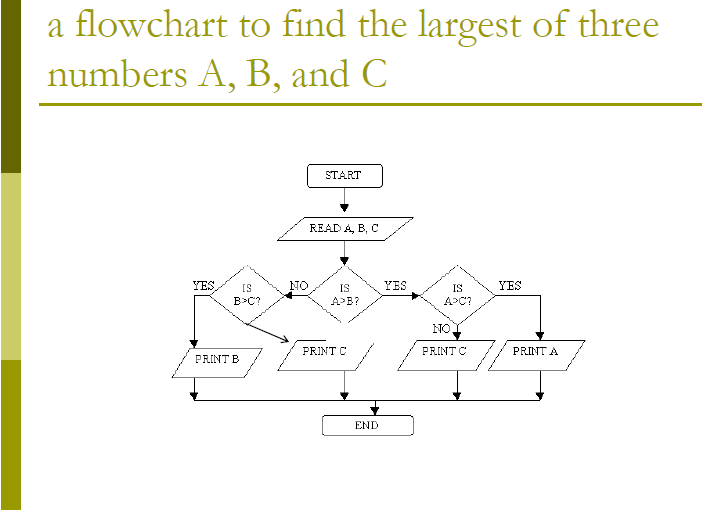 a flowchart to find the largest of three
numbers A, B, and C
START
READ A, B, C
YES
IS
B>C?
NO
IS
A>B?
YES
IS
A>C?
YES
NO
PRINT B
PRINT C
PRINT C
PRINT A
END